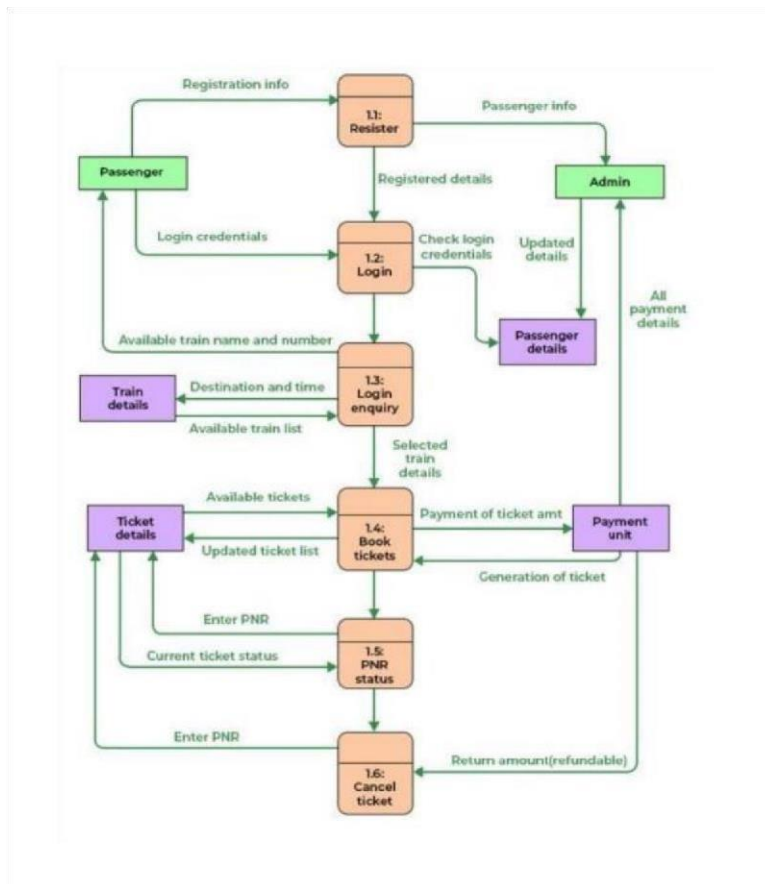 Registration info
1.1:
Resister
Passenger info
Passenger
Admin
Registered details
Login credentials
1.2:
Login
Check login
credentials
Updated
details
All
payment
details
Available train name and number
Passenger
details
1.3:
Login
enquiry
Train
details
Destination and time
Available train list
Selected
train
details
Available tickets
Ticket
details
1.4:
Book
tickets
Payment of ticket amt
Payment
unit
Updated ticket list
Generation of ticket
Enter PNR
Current ticket status
1.5:
PNR
status
Enter PNR
Return amount(refundable)
1.6:
Cancel
ticket